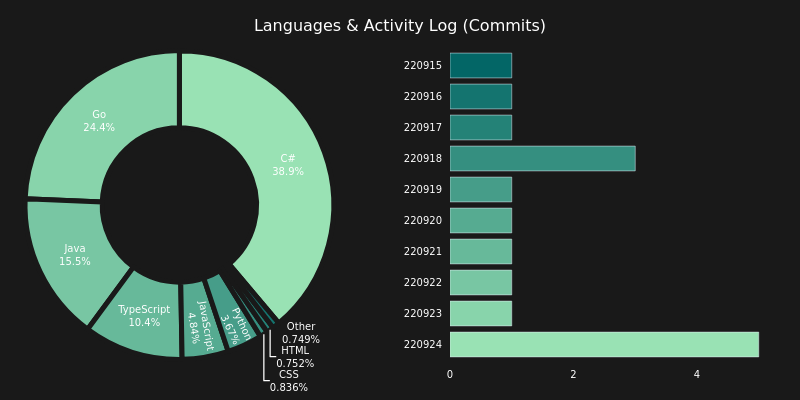 Languages & Activity Log (Commits)
C#
38.9%
Go
24.4%
Java
15.5%
TypeScript
10.4%
JavaScript
4.84%
Python
3.67%
Other
0.749%
HTML
0.752%
CSS
0.836%
220915
220916
220917
220918
220919
220920
220921
220922
220923
220924
0
2
4